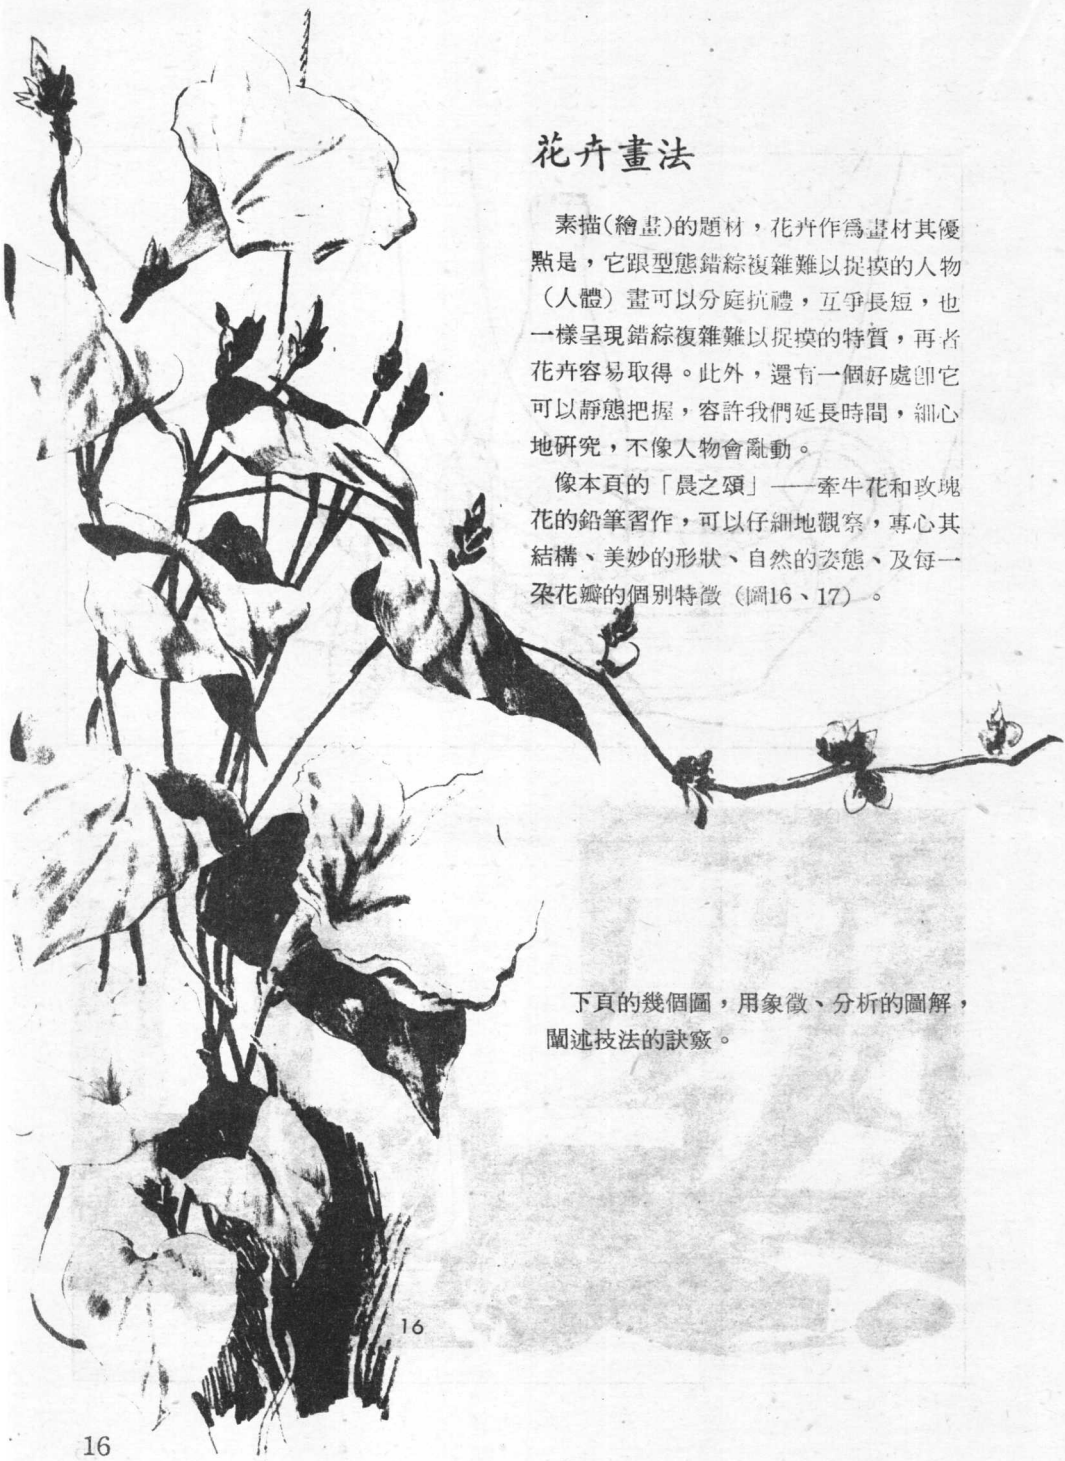 花卉畫法
素描(繪畫)的題材，花卉作爲畫材其優
點是，它跟型態錯綜複雜難以捉摸的人物
（人體）畫可以分庭抗禮，互爭長短，也
一樣呈現錯綜複雜難以捉摸的特質，再者
花卉容易取得。此外，還有一個好處卽它
可以靜態把握，容許我們延長時間，細心
地研究，不像人物會亂動。
像本頁的「晨之頌」——牽牛花和玫瑰
花的鉛筆習作，可以仔細地觀察，專心其
結構、美妙的形狀、自然的姿態、及每一
朶花瓣的個別特徵（圖16、17）。
下頁的幾個圖，用象徵、分析的圖解，
闡述技法的訣竅。
16
16